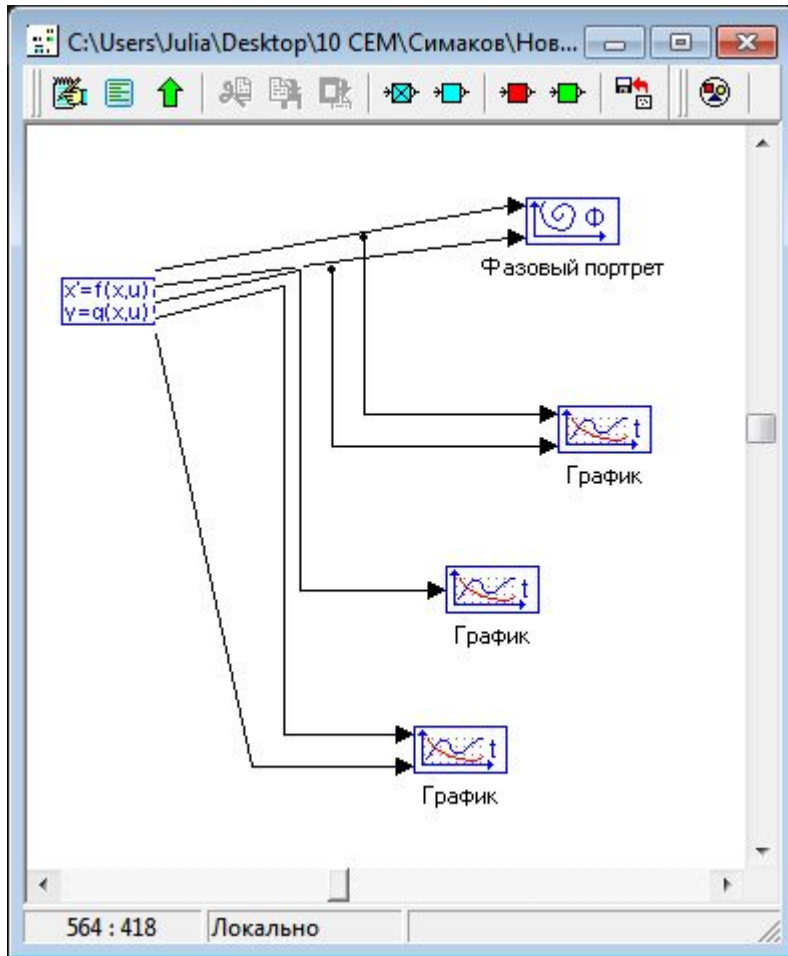 C:\Users\Julia\Desktop\10 СЕМ\Симаков\Нов...
Ф
Фазовый портрет
x'=f(x,u)
y=q(x,u)
t
График
t
График
t
График
564 : 418
Локально